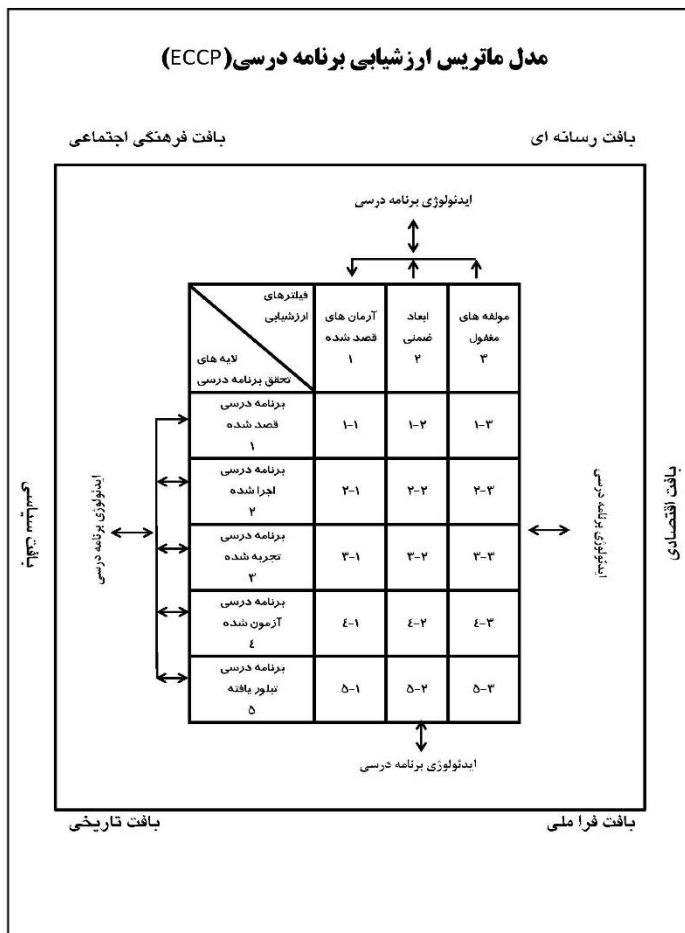 مدل ماتریس ارزشیابی برنامه درسی(ECCP)
بافت رسانه ای
بافت فرهنگی اجتماعی
ایدئولوژی برنامه درسی
فیلترهای
ارزشیابی
لایه های
تحقق برنامه درسی
آرمان های
قصد شده
۱
ابعاد
ضمنی
۲
مولفه های
مغفول
۳
برنامه درسی
قصد شده
۱
۱-۱
۱-۲
۱-۳
برنامه درسی
اجرا شده
۲
۲-۱
۲-۲
۲-۳
برنامه درسی
تجربه شده
۳
۳-۱
۳-۲
۳-۳
برنامه درسی
آزمون شده
٤
٤-۱
٤-۲
٤-۳
برنامه درسی
تبلور یافته
۵
۵-۱
۵-۲
۵-۳
ایدئولوژی برنامه درسی
بافت اقتصادی
ایدئولوژی برنامه درسی
بافت سیاسی
ایدئولوژی برنامه درسی
بافت فرا ملی
بافت تاریخی